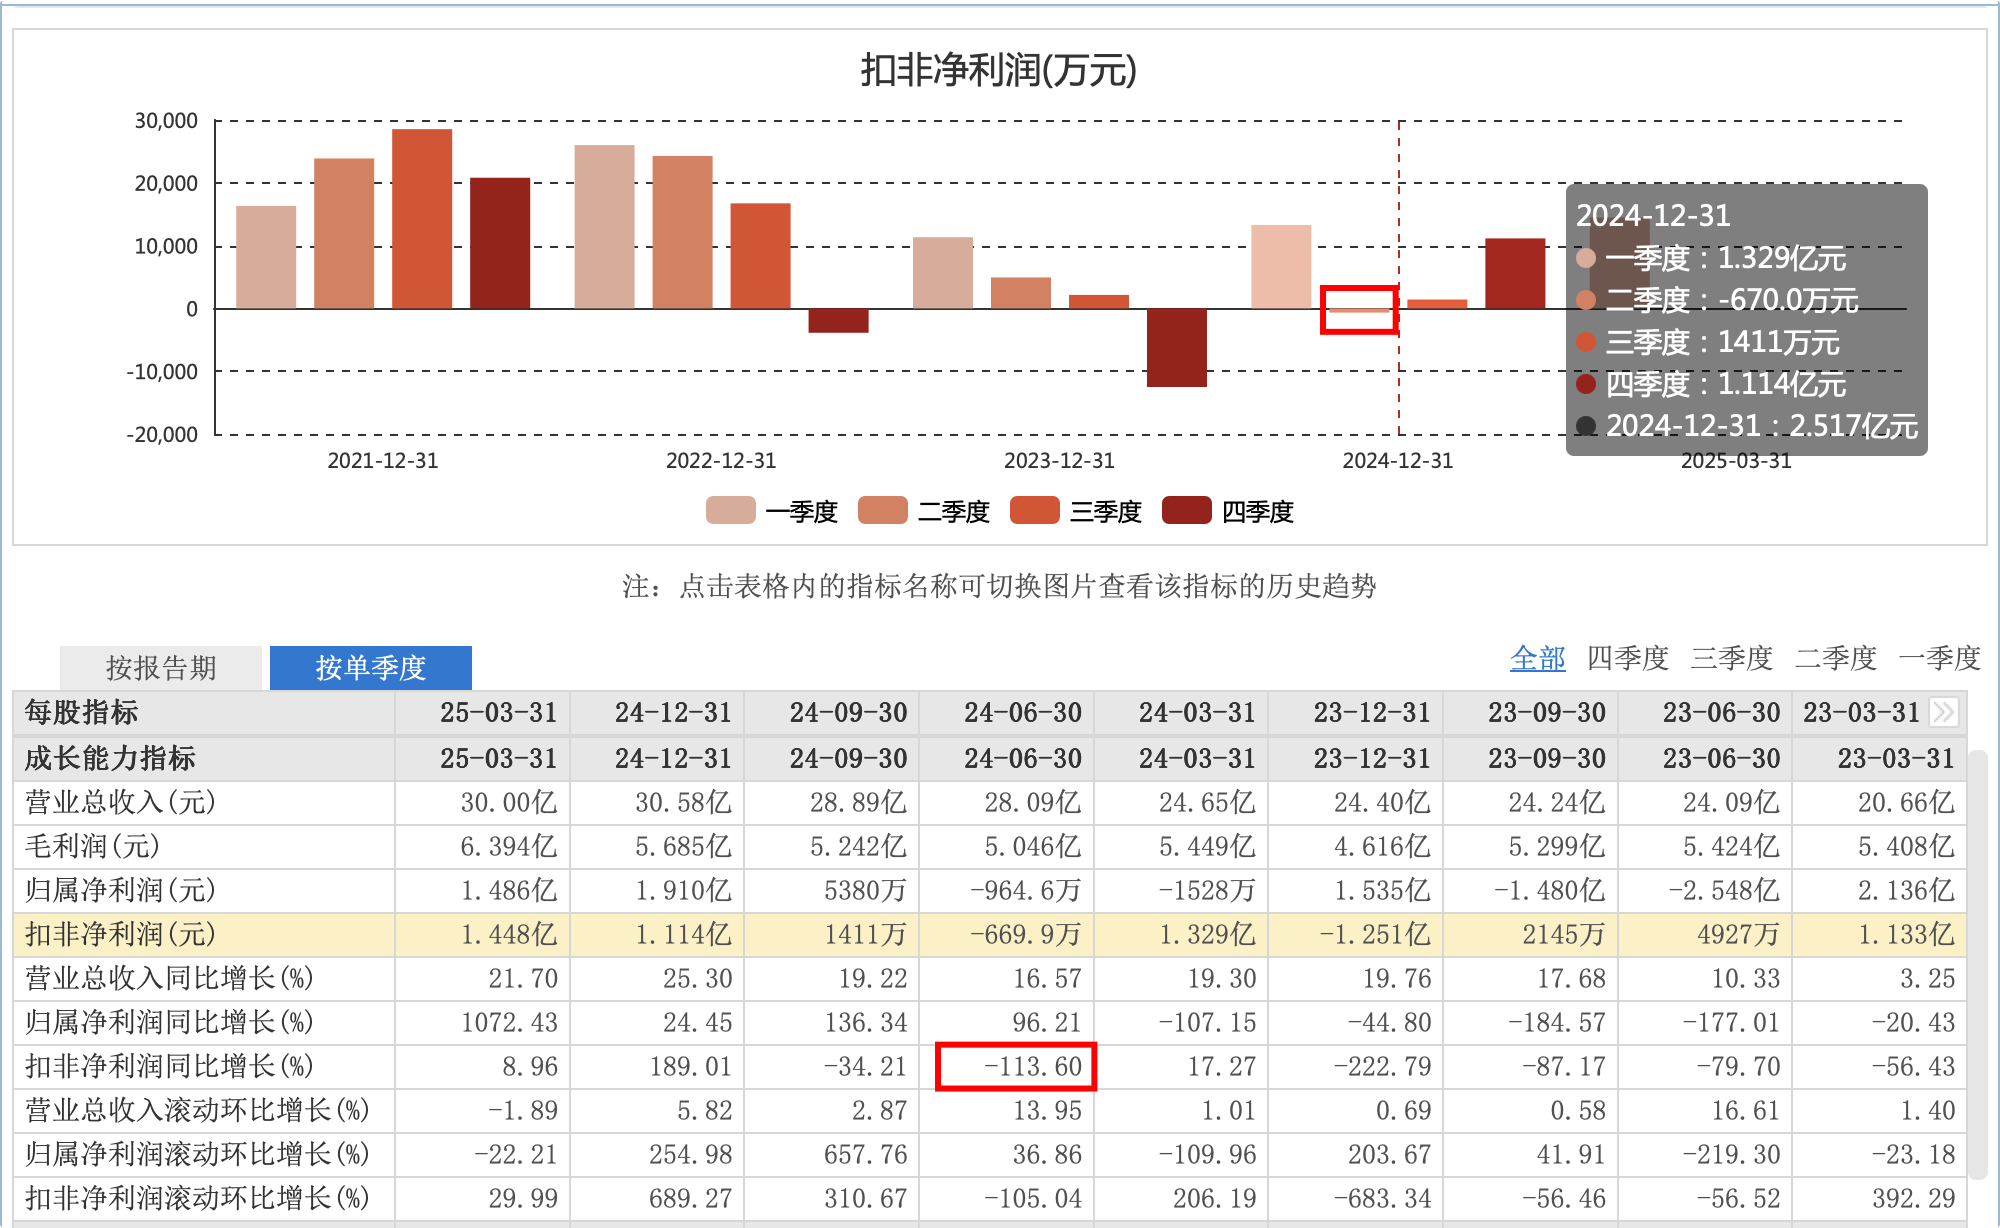 扣非净利润(万元)
30,000
20,000
10,000
0
-10,000
-20,000
2021-12-31 2022-12-31 2023-12-31 2024-12-31 2025-03-31
2024-12-31
一季度：1.329亿元
二季度：-670.0万元
三季度：1411万元
四季度：1.114亿元
2024-12-31：2.517亿元
一季度 二季度 三季度 四季度
注：点击表格内的指标名称可切换图片查看该指标的历史趋势
按报告期 按单季度 全部 四季度 三季度 二季度 一季度
每股指标 25-03-31 24-12-31 24-09-30 24-06-30 24-03-31 23-12-31 23-09-30 23-06-30 23-03-31
成长能力指标 25-03-31 24-12-31 24-09-30 24-06-30 24-03-31 23-12-31 23-09-30 23-06-30 23-03-31
营业总收入(元) 30.00亿 30.58亿 28.89亿 28.09亿 24.65亿 24.40亿 24.24亿 24.09亿 20.66亿
毛利润(元) 6.394亿 5.685亿 5.242亿 5.046亿 5.449亿 4.616亿 5.299亿 5.424亿 5.408亿
归属净利润(元) 1.486亿 1.910亿 5380万 -964.6万 -1528万 1.535亿 -1.480亿 -2.548亿 2.136亿
扣非净利润(元) 1.448亿 1.114亿 1411万 -669.9万 1.329亿 -1.251亿 2145万 4927万 1.133亿
营业总收入同比增长(%) 21.70 25.30 19.22 16.57 19.30 19.76 17.68 10.33 3.25
归属净利润同比增长(%) 1072.43 24.45 136.34 96.21 -107.15 -44.80 -184.57 -177.01 -20.43
扣非净利润同比增长(%) 8.96 189.01 -34.21 -113.60 17.27 -222.79 -87.17 -79.70 -56.43
营业总收入滚动环比增长(%) -1.89 5.82 2.87 13.95 1.01 0.69 0.58 16.61 1.40
归属净利润滚动环比增长(%) -22.21 254.98 657.76 36.86 -109.96 203.67 41.91 -219.30 -23.18
扣非净利润滚动环比增长(%) 29.99 689.27 310.67 -105.04 206.19 -683.34 -56.46 -56.52 392.29